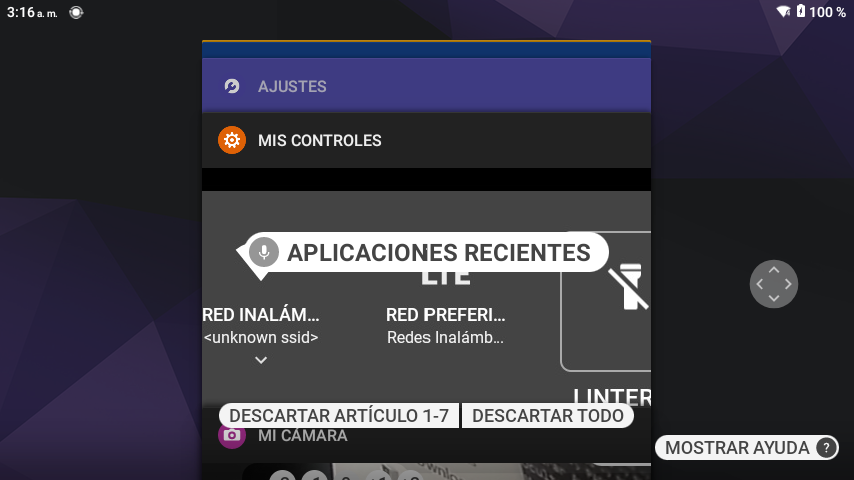 3:16 a. m.
100 %
AJUSTES
MIS CONTROLES
APLICACIONES RECIENTES
LTE
RED INALÁM...
RED PREFERI...
<unknown ssid>
Redes Inalámb...
LINTER
DESCARTAR ARTÍCULO 1-7
DESCARTAR TODO
MI CÁMARA
MOSTRAR AYUDA ?